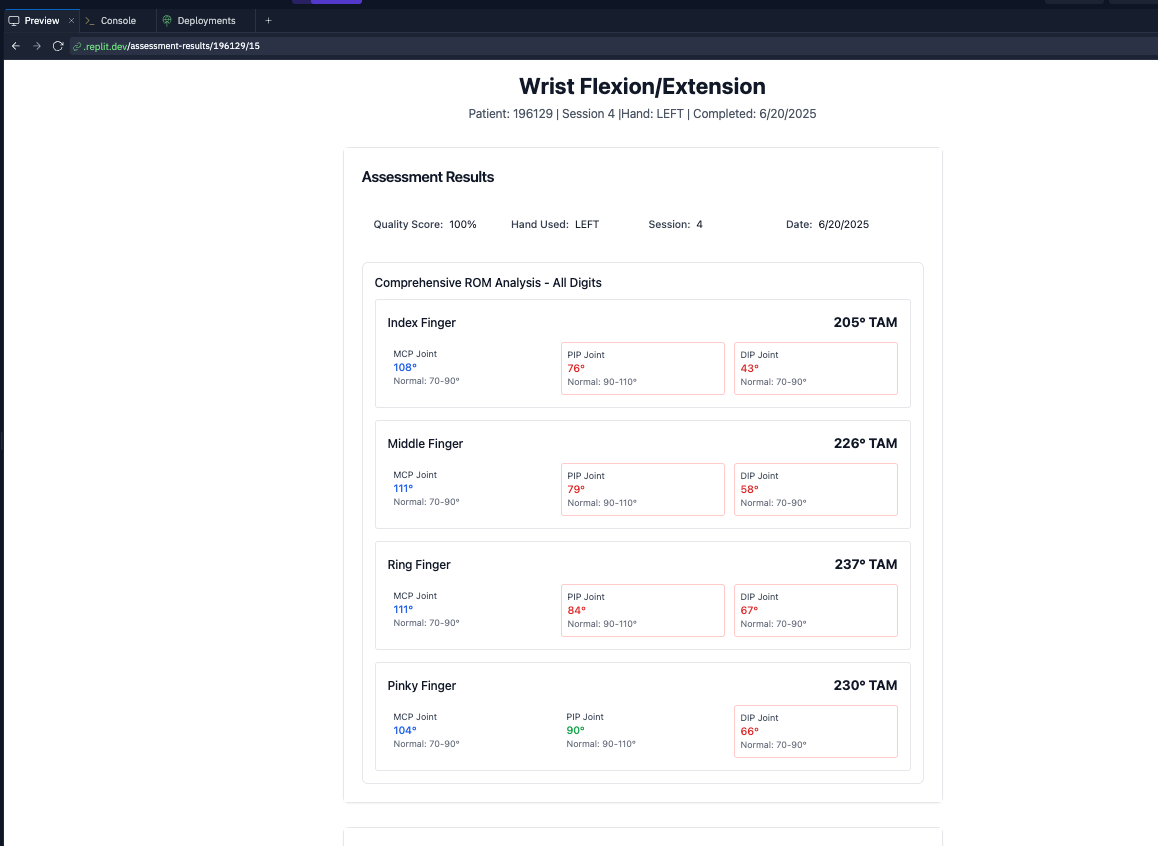 Preview × >_ Console Deployments +
.replit.dev/assessment-results/196129/15
Wrist Flexion/Extension
Patient: 196129 | Session 4 |Hand: LEFT | Completed: 6/20/2025
Assessment Results
Quality Score: 100% Hand Used: LEFT Session: 4 Date: 6/20/2025
Comprehensive ROM Analysis - All Digits
Index Finger 205° TAM
MCP Joint PIP Joint DIP Joint
108° 76° 43°
Normal: 70-90° Normal: 90-110° Normal: 70-90°
Middle Finger 226° TAM
MCP Joint PIP Joint DIP Joint
111° 79° 58°
Normal: 70-90° Normal: 90-110° Normal: 70-90°
Ring Finger 237° TAM
MCP Joint PIP Joint DIP Joint
111° 84° 67°
Normal: 70-90° Normal: 90-110° Normal: 70-90°
Pinky Finger 230° TAM
MCP Joint PIP Joint DIP Joint
104° 90° 66°
Normal: 70-90° Normal: 90-110° Normal: 70-90°